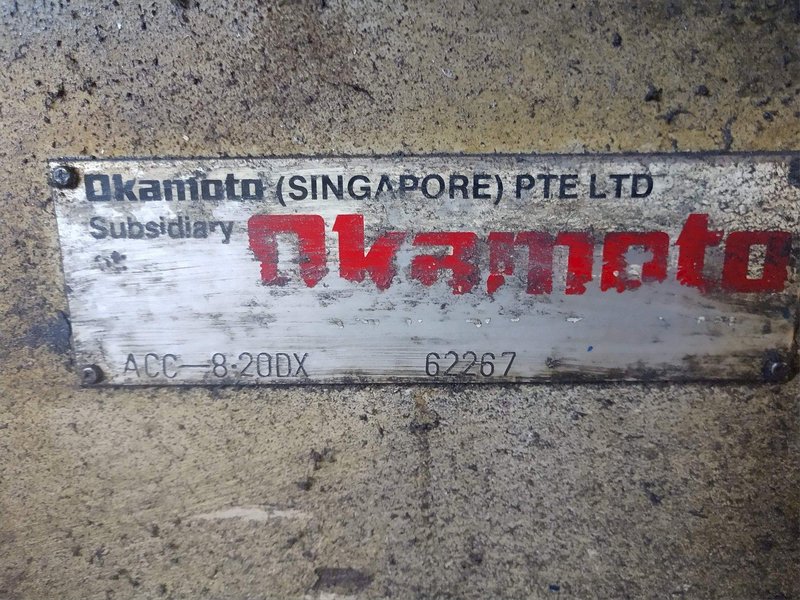 Okamoto (SINGAPORE) PTE LTD
Subsidiary Okamoto
ACC-8·20DX 62267